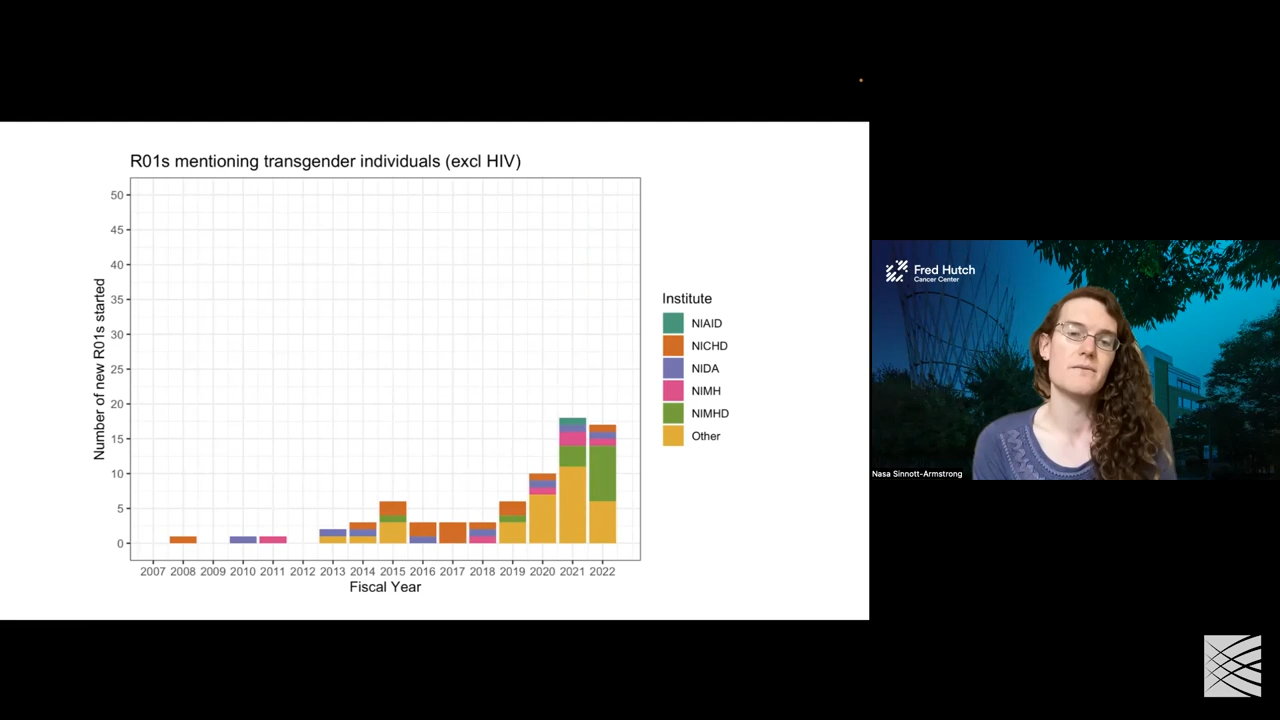 R01s mentioning transgender individuals (excl HIV)
50
45
40
35
30
25
20
15
10
5
0
Number of new R01s started
2007 2008 2009 2010 2011 2012 2013 2014 2015 2016 2017 2018 2019 2020 2021 2022
Fiscal Year
Institute
NIAID
NICHD
NIDA
NIMH
NIMHD
Other
Fred Hutch
Cancer Center
Nasa Sinnott-Armstrong